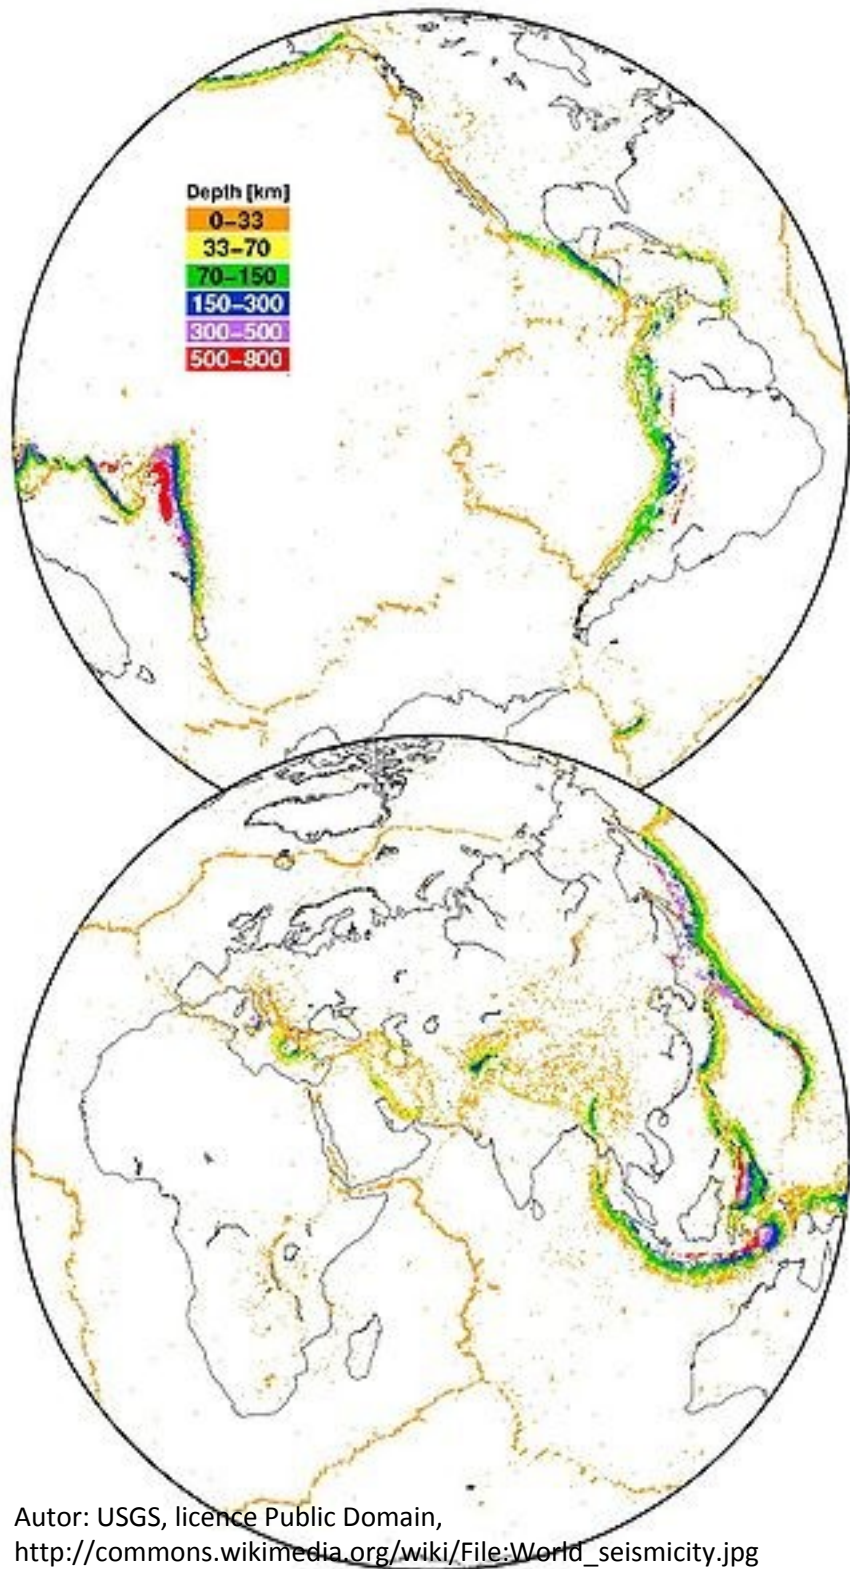 Depth [km]
0–33
33–70
70–150
150–300
300–500
500–800
Autor: USGS, licence Public Domain,
http://commons.wikimedia.org/wiki/File:World_seismicity.jpg